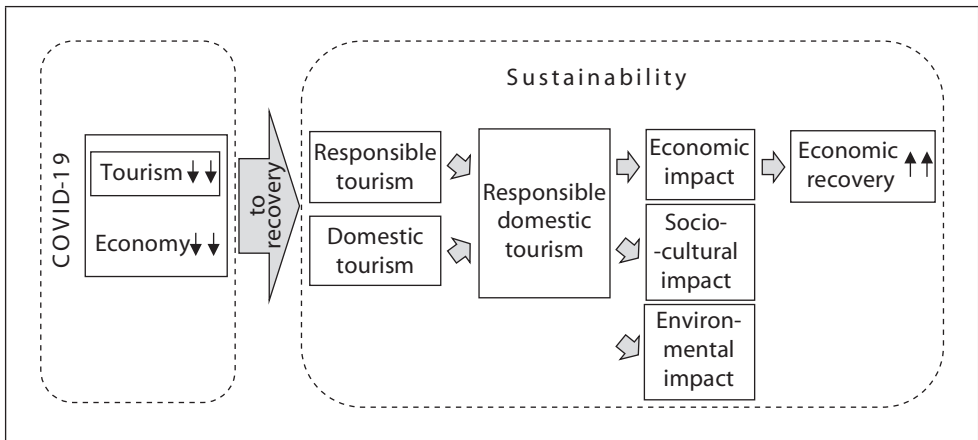 COVID-19
Tourism ↓↓
Economy ↓↓
to
recovery
Sustainability
Responsible
tourism
Domestic
tourism
Responsible
domestic
tourism
Economic
impact
Socio-
-cultural
impact
Environ-
mental
impact
Economic
recovery ↑↑